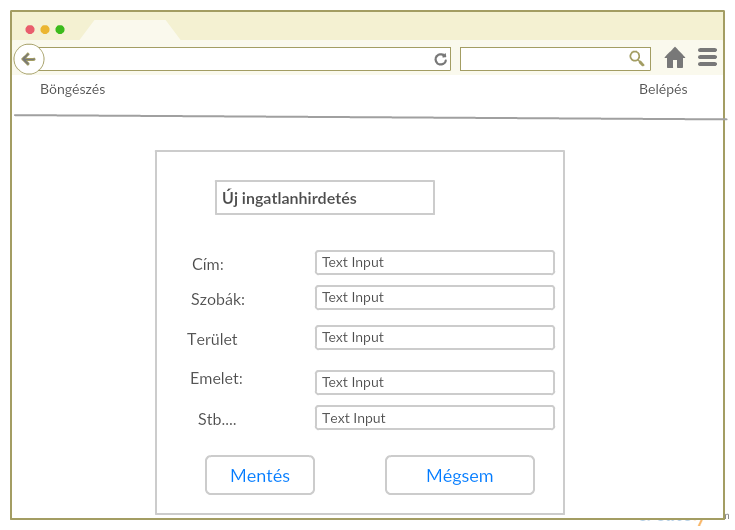 Böngészés Belépés
Új ingatlanhirdetés
Cím: Text Input
Szobák: Text Input
Terület Text Input
Emelet: Text Input
Stb.... Text Input
Mentés Mégsem